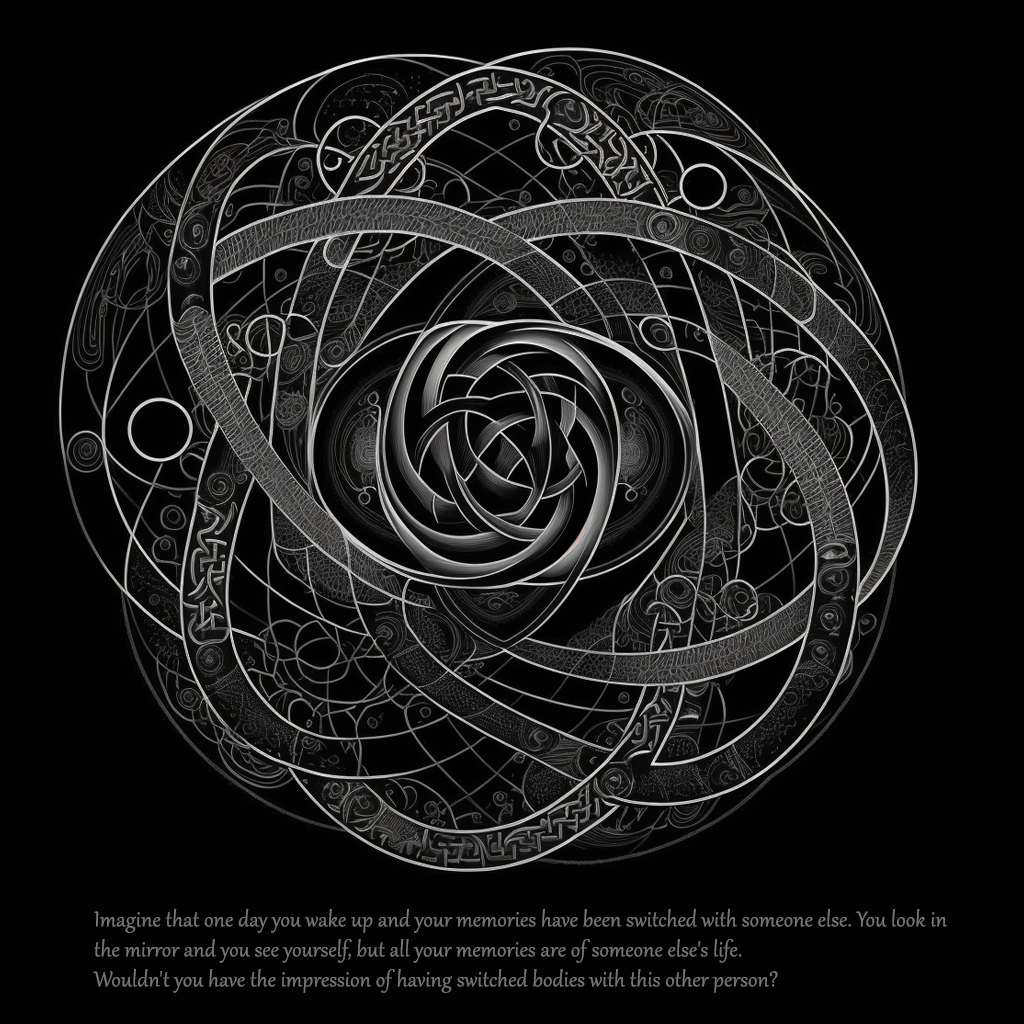 Imagine that one day you wake up and your memories have been switched with someone else. You look in
the mirror and you see yourself, but all your memories are of someone else's life.
Wouldn't you have the impression of having switched bodies with this other person?